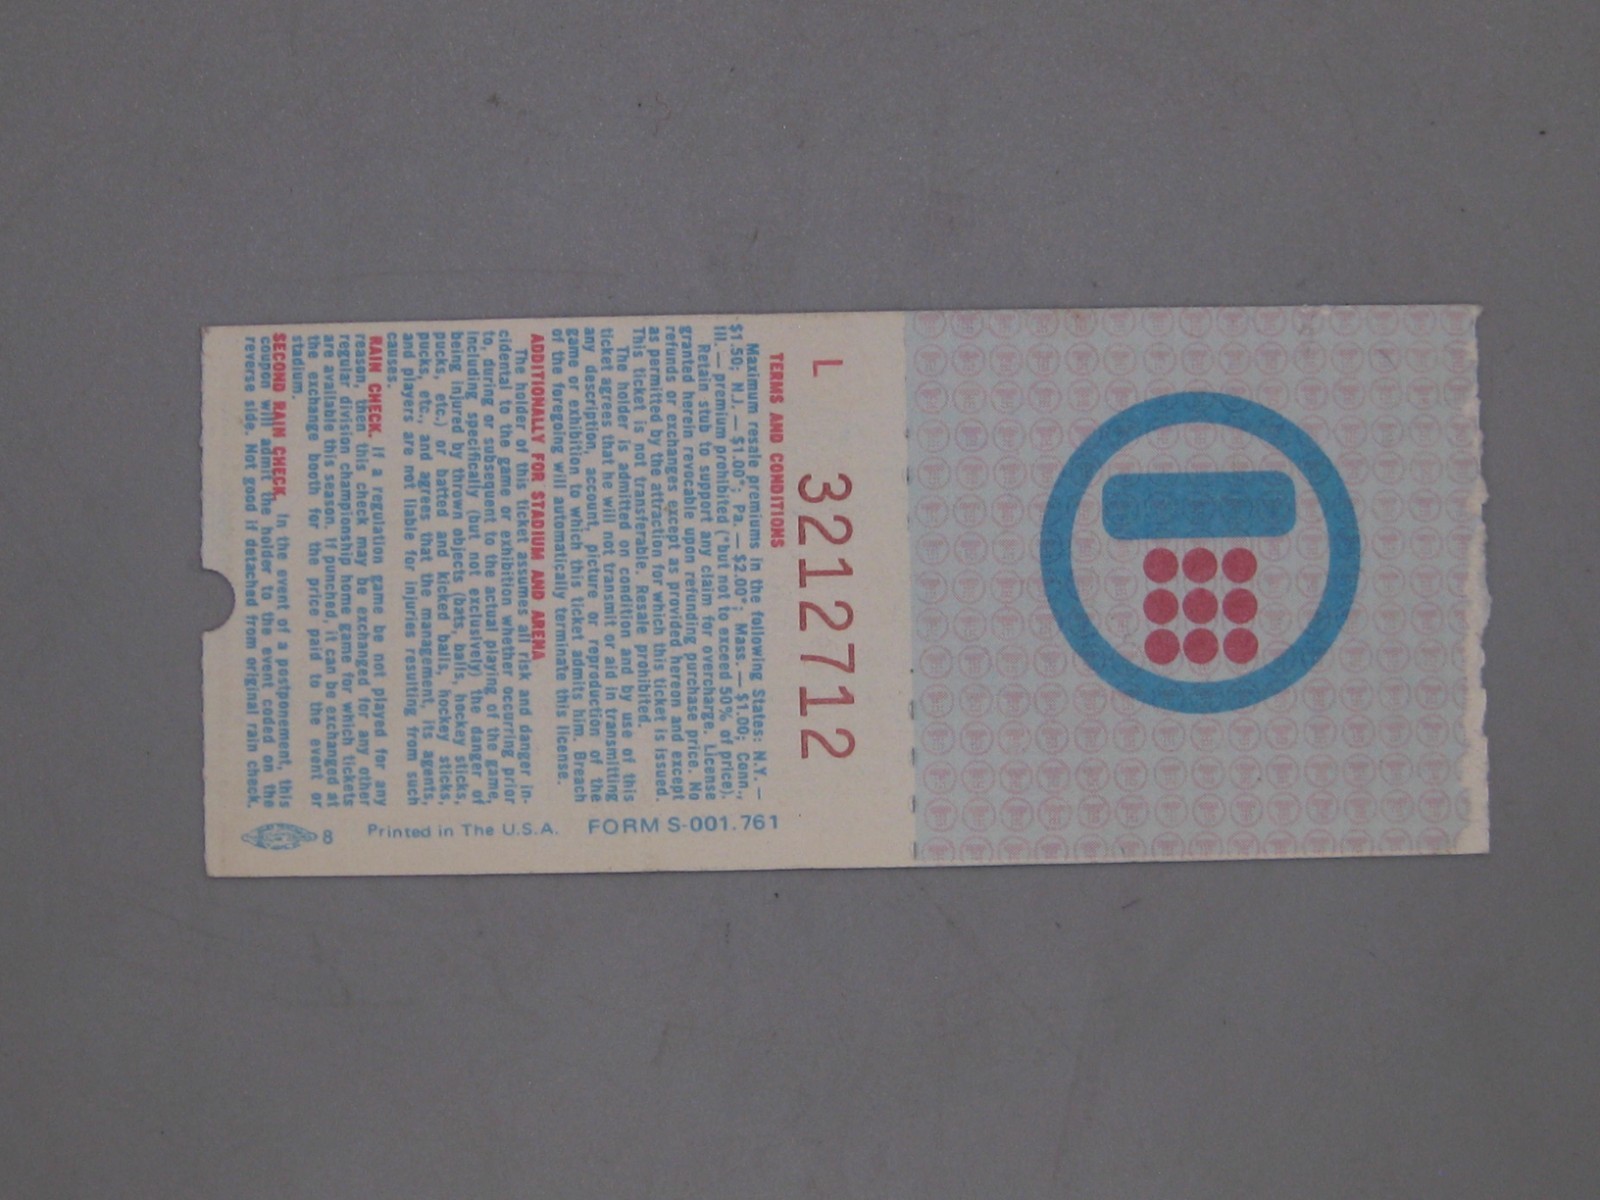 L 3212712
TERMS AND CONDITIONS
Maximum resale premiums in the following States: N.Y. —
$1.50; N.J. — $1.00*; Pa. — $2.00*; Mass. — $1.00; Conn.,
Ill. — premium prohibited (*but not to exceed 50% of price).
Retain stub to support any claim for overcharge. License
granted herein revocable upon refunding purchase price. No
refunds or exchanges except as provided hereon and except
as permitted by the attraction for which this ticket is issued.
This ticket is not transferable. Resale prohibited.
The holder is admitted on condition and by use of this
ticket agrees that he will not transmit or aid in transmitting
any description, account, picture or reproduction of the
game or exhibition to which this ticket admits him. Breach
of the foregoing will automatically terminate this license.
ADDITIONALLY FOR STADIUM AND ARENA
The holder of this ticket assumes all risk and danger in-
cidental to the game or exhibition whether occurring prior
to, during or subsequent to the actual playing of the game,
including specifically (but not exclusively) the danger of
being injured by thrown objects (bats, balls, hockey sticks,
pucks, etc.) or batted and kicked balls, hockey sticks,
pucks, etc., and agrees that the management, its agents,
and players are not liable for injuries resulting from such
causes.
RAIN CHECK. If a regulation game be not played for any
reason, then this check may be exchanged for any other
regular division championship home game for which tickets
are available this season. If punched, it can be exchanged at
the exchange booth for the price paid to the event or
stadium.
SECOND RAIN CHECK. In the event of a postponement, this
coupon will admit the holder to the event coded on the
reverse side. Not good if detached from original rain check.
8 Printed in The U.S.A. FORM S-001.761